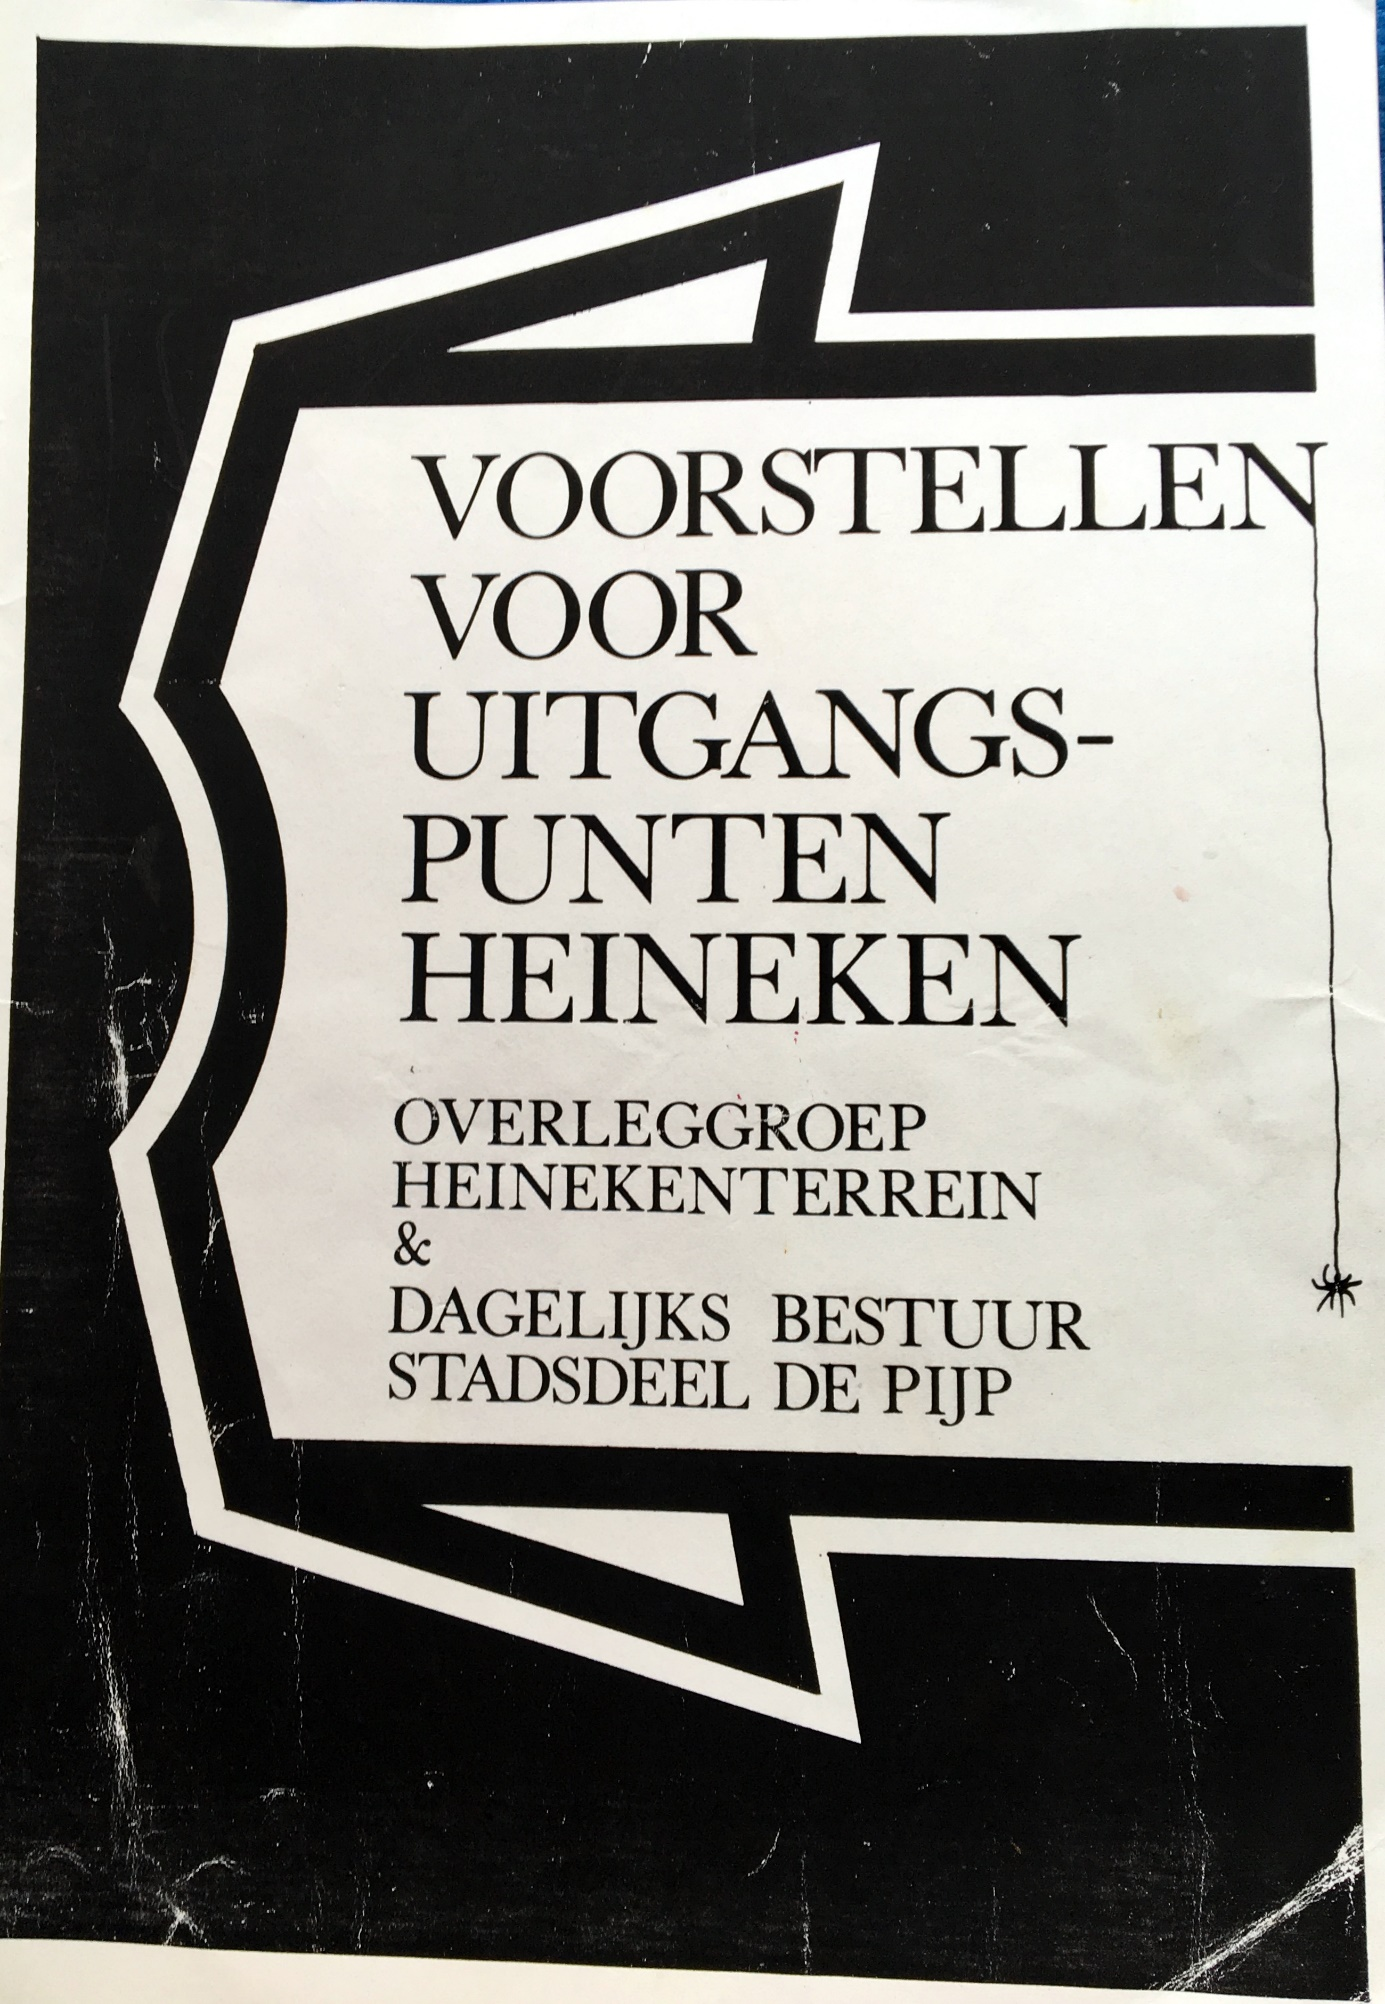 VOORSTELLEN
VOOR
UITGANGS-
PUNTEN
HEINEKEN
OVERLEGGROEP
HEINEKENTERREIN
&
DAGELIJKS BESTUUR
STADSDEEL DE PIJP